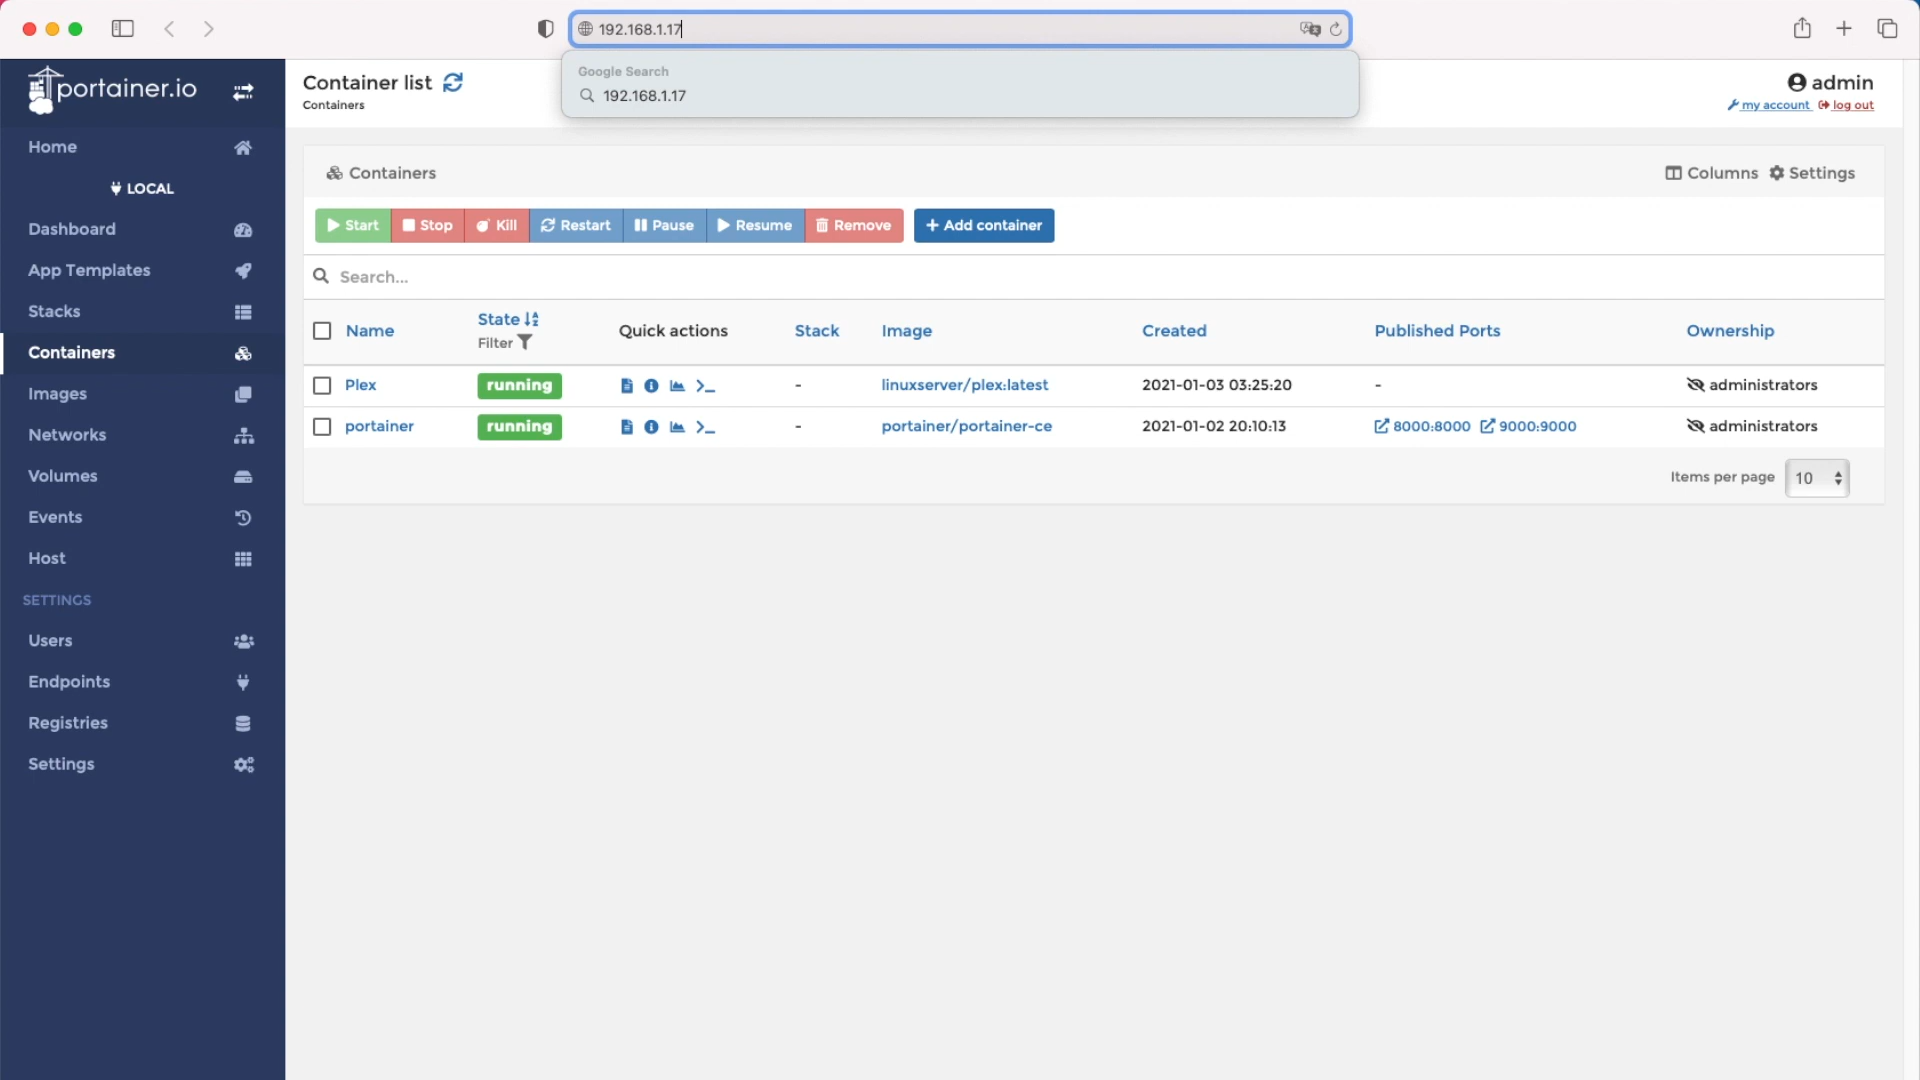 192.168.1.17
Google Search
192.168.1.17
portainer.io
Container list
Containers
admin
my account log out
Home
LOCAL
Dashboard
App Templates
Stacks
Containers
Images
Networks
Volumes
Events
Host
SETTINGS
Users
Endpoints
Registries
Settings
Containers
Columns Settings
Start Stop Kill Restart Pause Resume Remove + Add container
Search...
Name State Filter Quick actions Stack Image Created Published Ports Ownership
Plex running - linuxserver/plex:latest 2021-01-03 03:25:20 - administrators
portainer running - portainer/portainer-ce 2021-01-02 20:10:13 8000:8000 9000:9000 administrators
Items per page 10